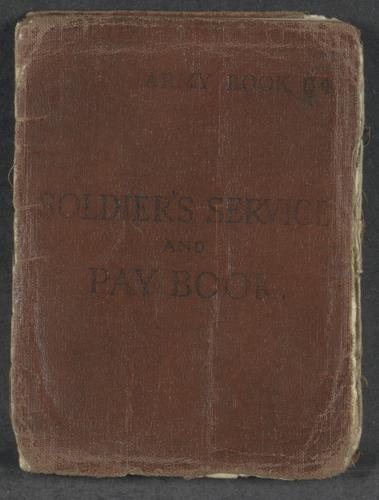 ARMY BOOK 64
SOLDIER'S SERVICE
AND
PAY BOOK.